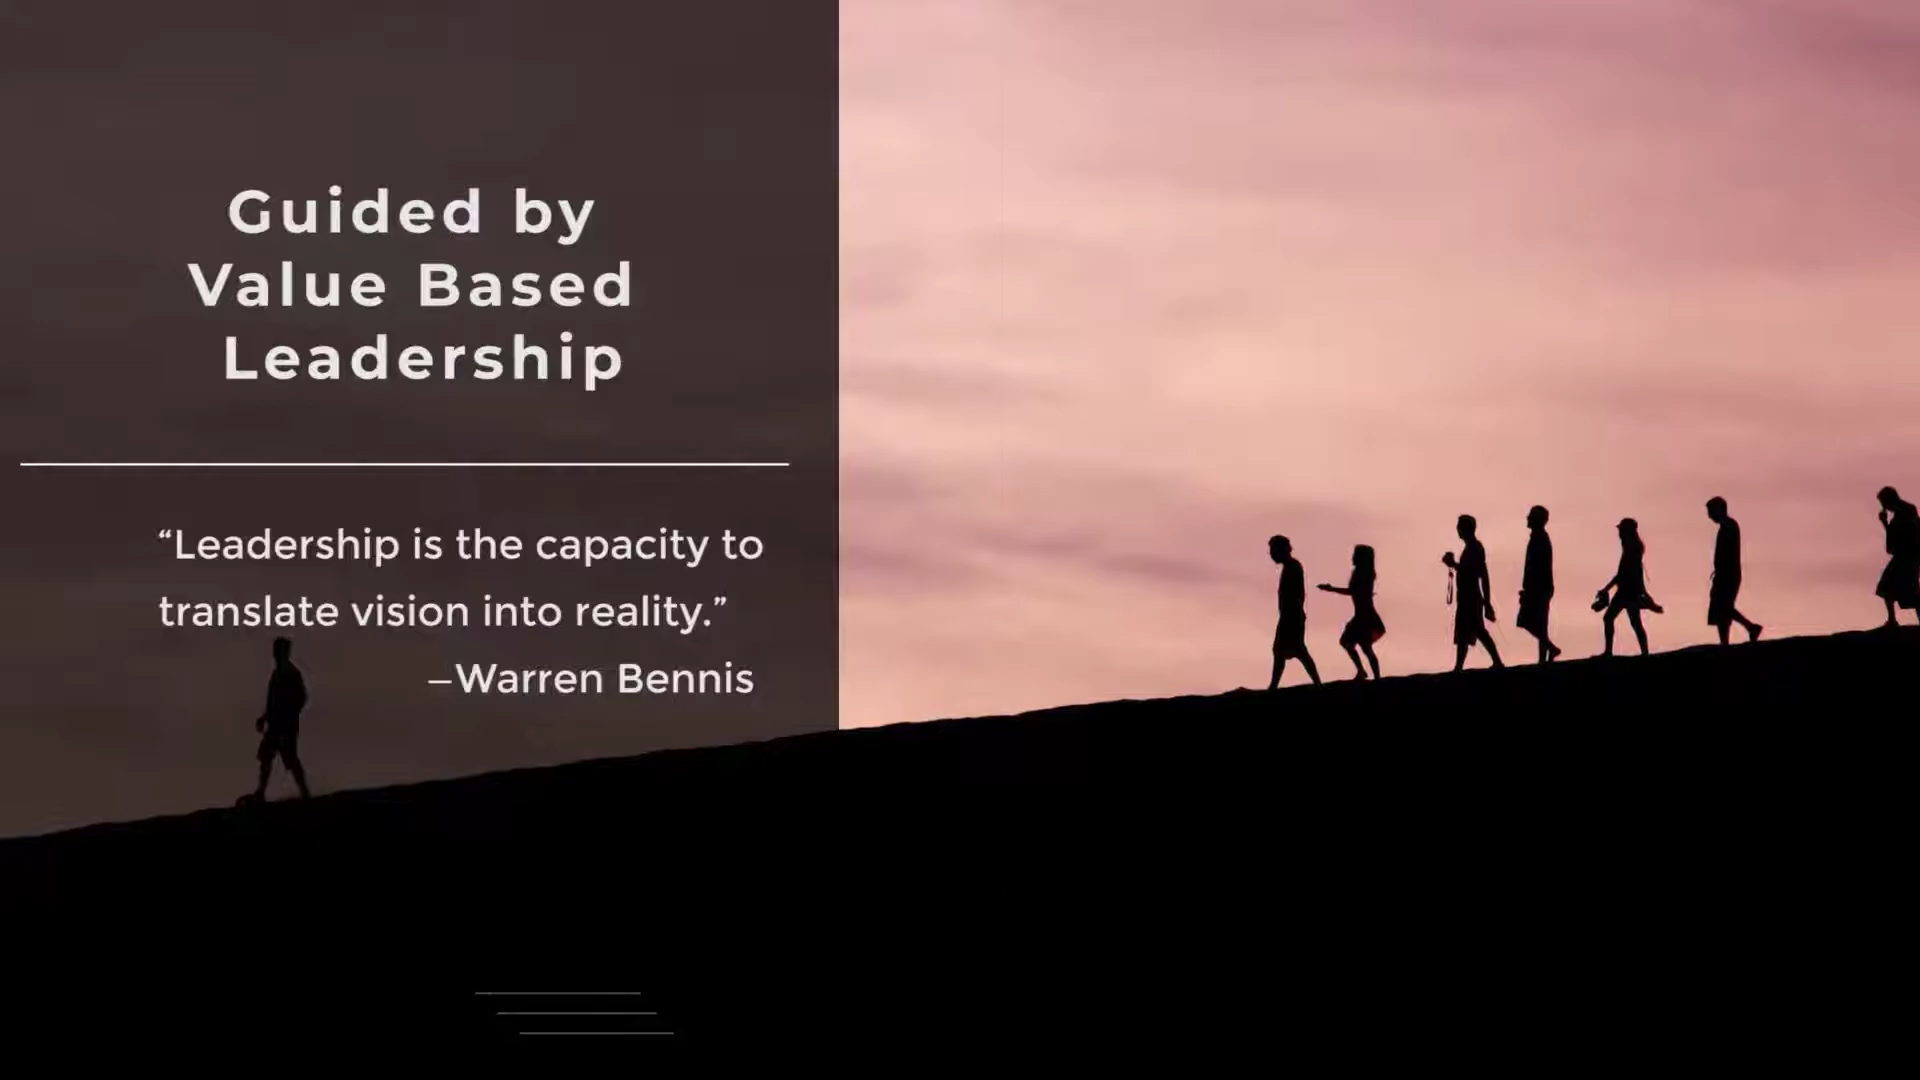 Guided by
Value Based
Leadership
“Leadership is the capacity to
translate vision into reality.”
—Warren Bennis